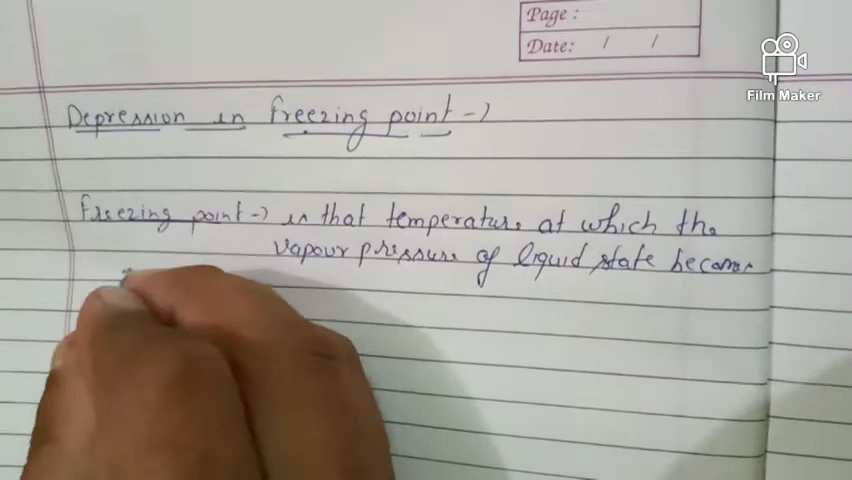 Page :
Date: / /
Film Maker
Depression in freezing point -)
freezing point -) is that temperature at which the
vapour pressure of liquid state becomes